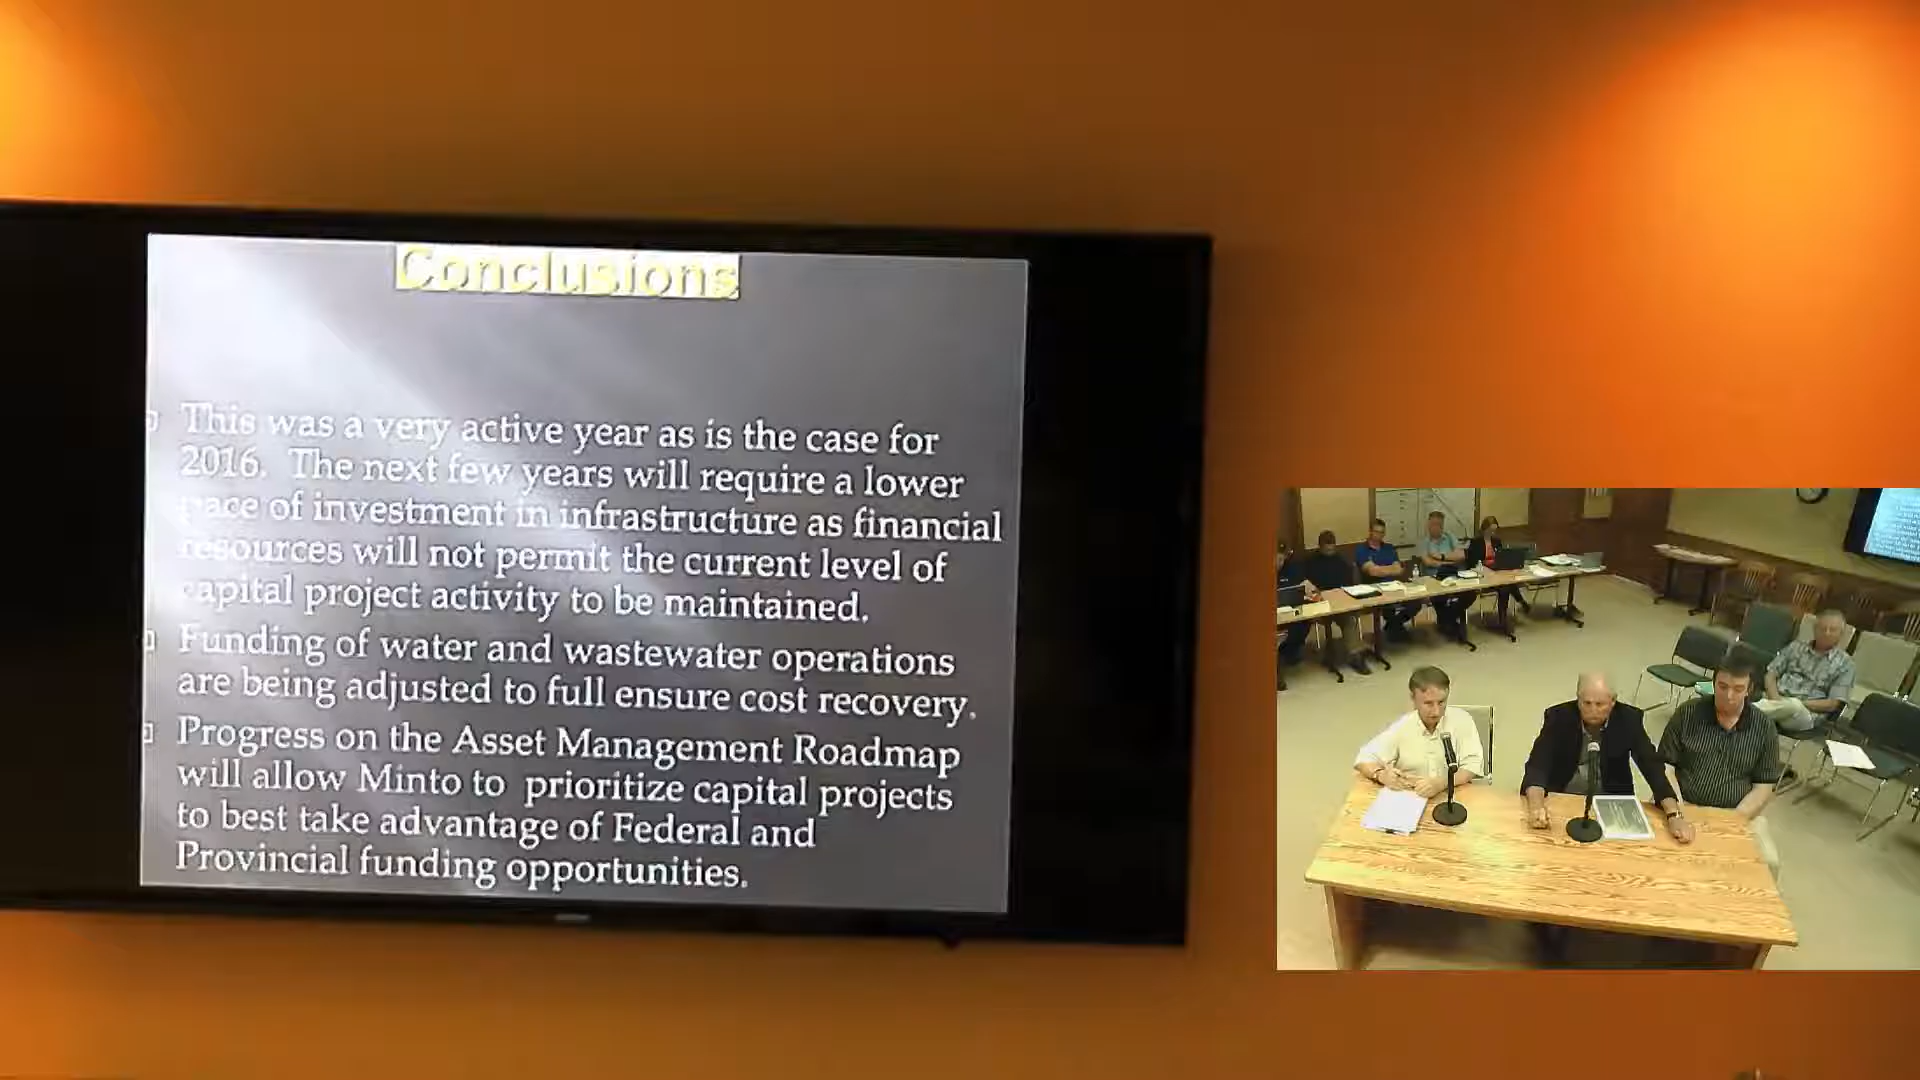 Conclusions
This was a very active year as is the case for
2016. The next few years will require a lower
pace of investment in infrastructure as financial
resources will not permit the current level of
capital project activity to be maintained.
Funding of water and wastewater operations
are being adjusted to full ensure cost recovery.
Progress on the Asset Management Roadmap
will allow Minto to prioritize capital projects
to best take advantage of Federal and
Provincial funding opportunities.